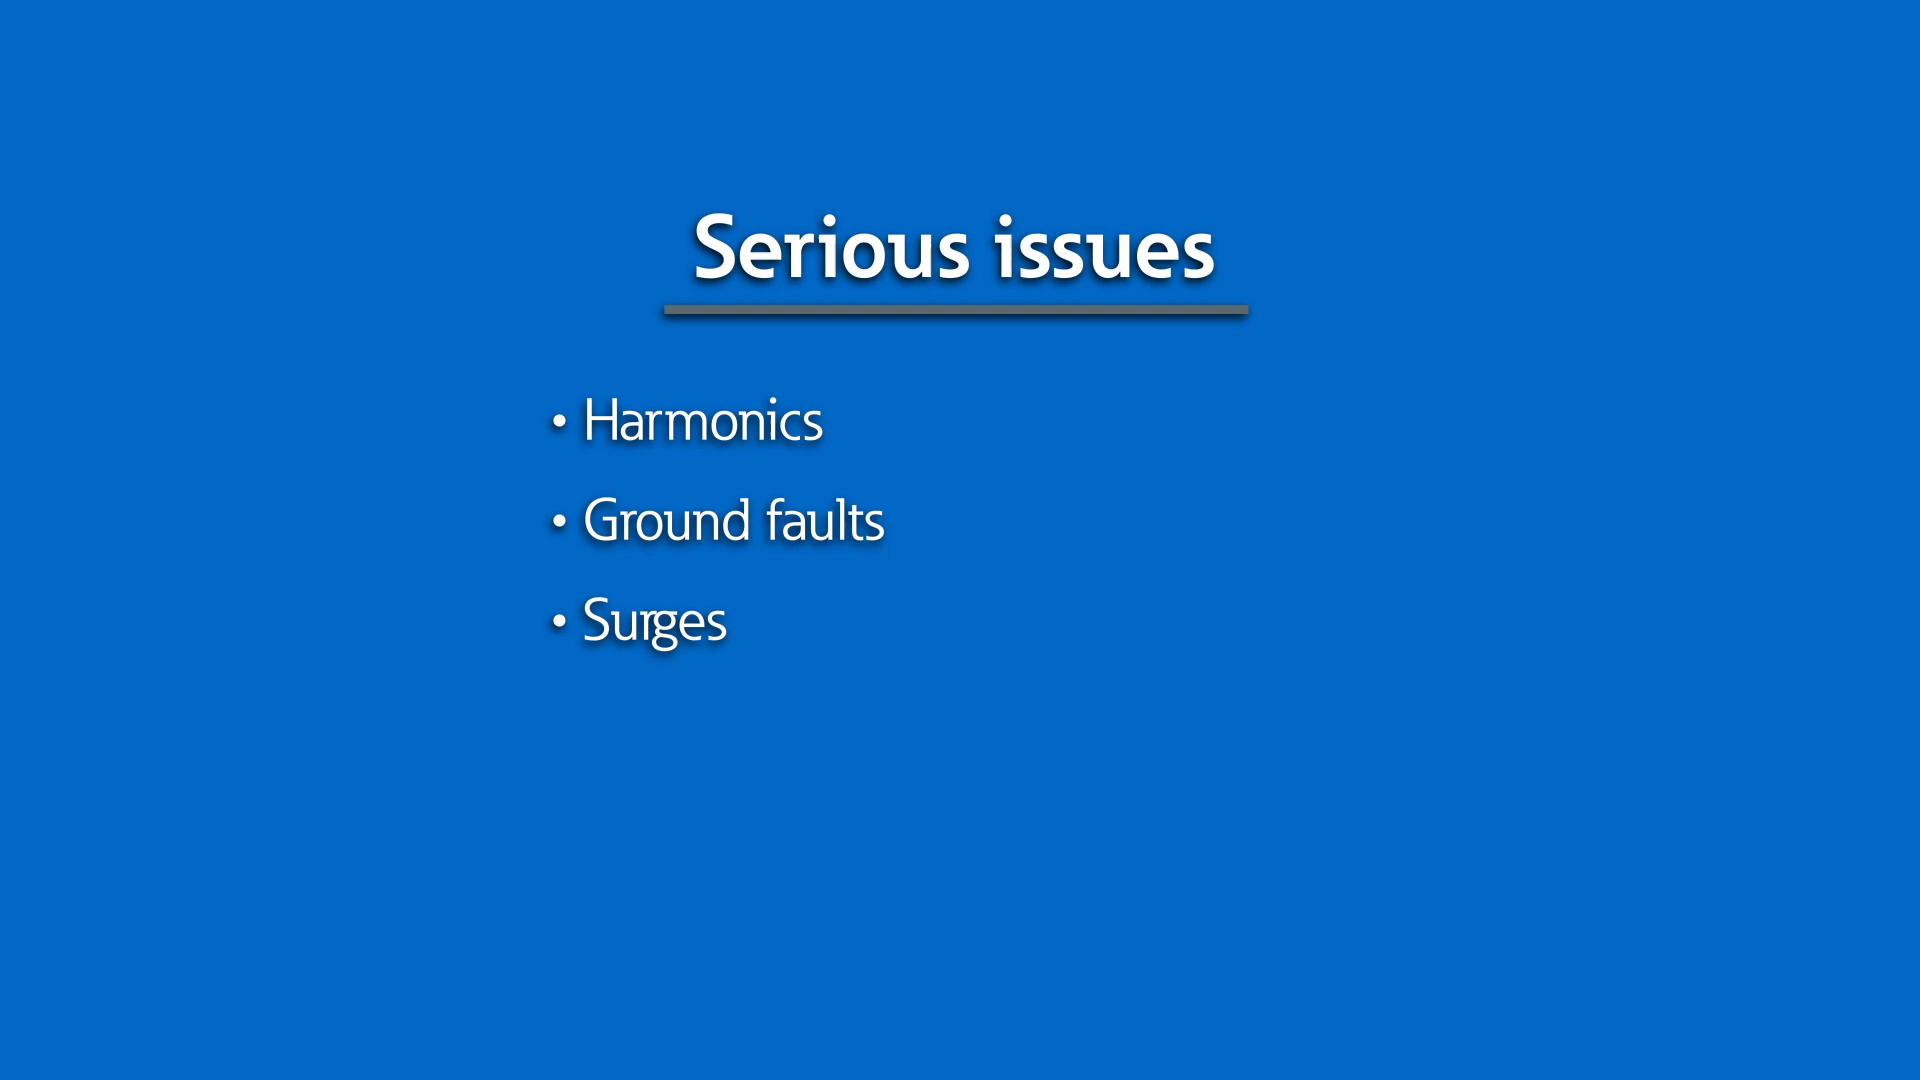 Serious issues
• Harmonics
• Ground faults
• Surges